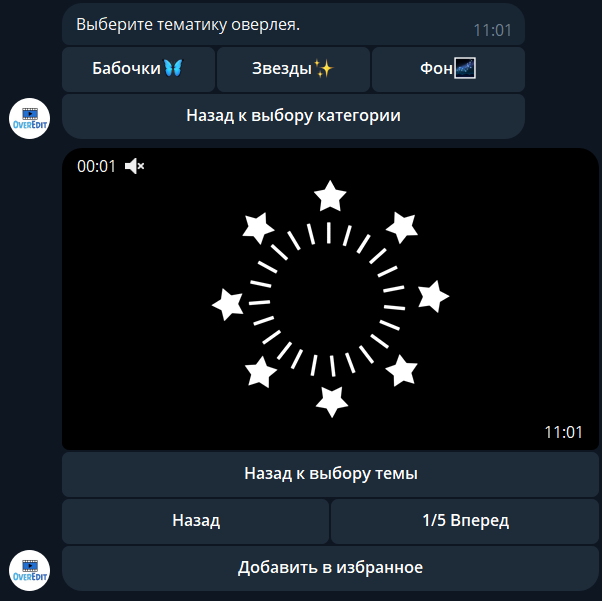 Выберите тематику оверлея.
11:01
Бабочки🦋 Звезды✨ Фон🌌
Назад к выбору категории
OVEREDIT
00:01
11:01
Назад к выбору темы
Назад 1/5 Вперед
Добавить в избранное
OVEREDIT